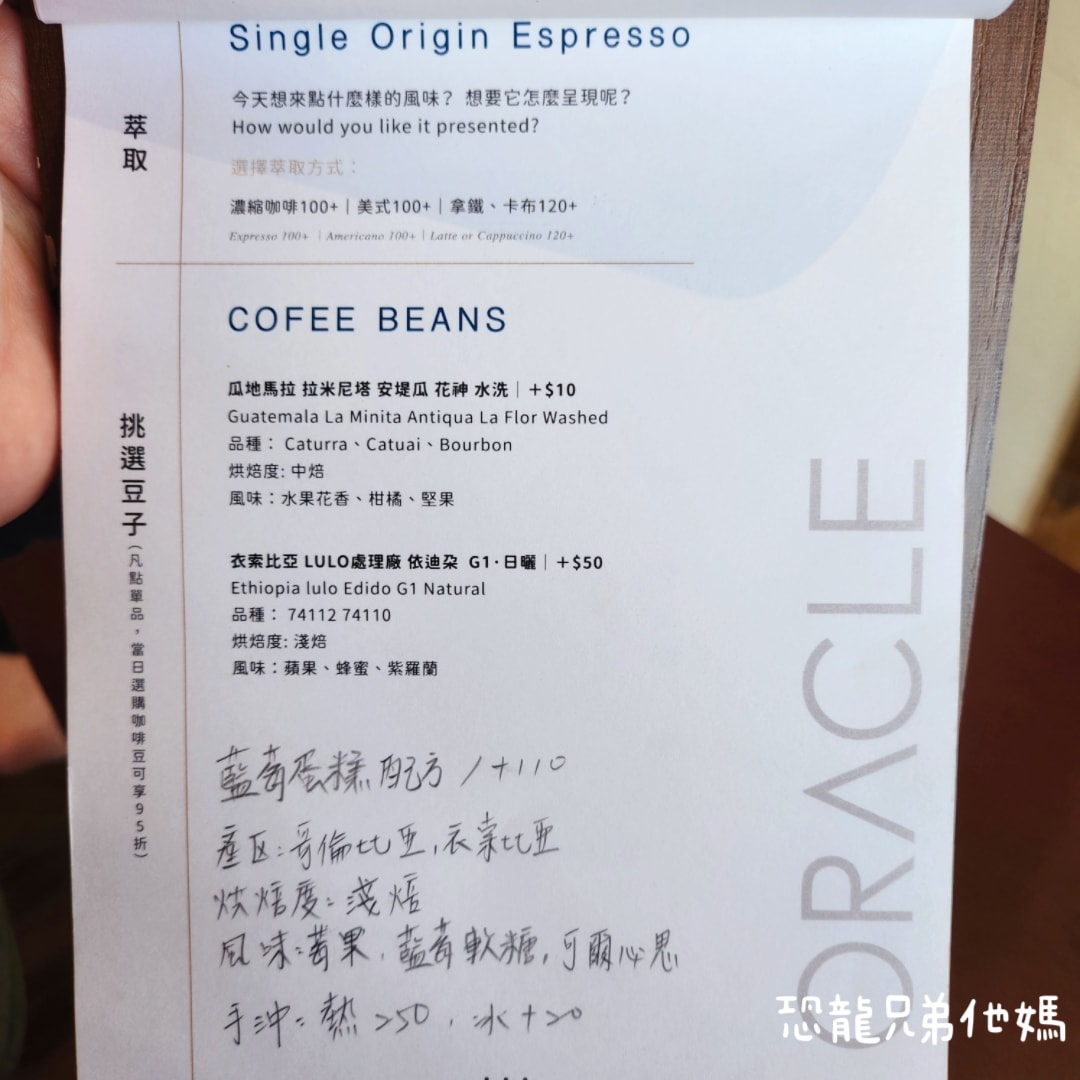 Single Origin Espresso
萃取
今天想來點什麼樣的風味？ 想要它怎麼呈現呢？
How would you like it presented?
選擇萃取方式：
濃縮咖啡100+｜美式100+｜拿鐵、卡布120+
Expresso 100+ ｜Americano 100+｜Latte or Cappuccino 120+
COFEE BEANS
挑選豆子（凡點單品，當日選購咖啡豆可享95折）
瓜地馬拉 拉米尼塔 安堤瓜 花神 水洗｜+$10
Guatemala La Minita Antiqua La Flor Washed
品種： Caturra、Catuai、Bourbon
烘焙度: 中焙
風味：水果花香、柑橘、堅果
衣索比亞 LULO處理廠 依迪朶 G1·日曬｜+$50
Ethiopia lulo Edido G1 Natural
品種： 74112 74110
烘焙度: 淺焙
風味：蘋果、蜂蜜、紫羅蘭
藍莓蛋糕配方 / +110
產区：哥倫比亞，衣索比亞
烘焙度：淺焙
風味：莓果，藍莓軟糖，可爾必思
手沖：熱250，冰+20
ORACLE
恐龍兄弟他媽